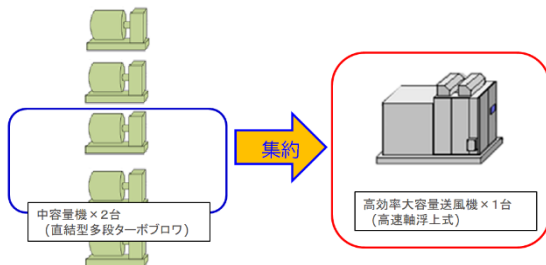 集約
中容量機×2台
(直結型多段ターボブロワ)
高効率大容量送風機×1台
(高速軸浮上式)